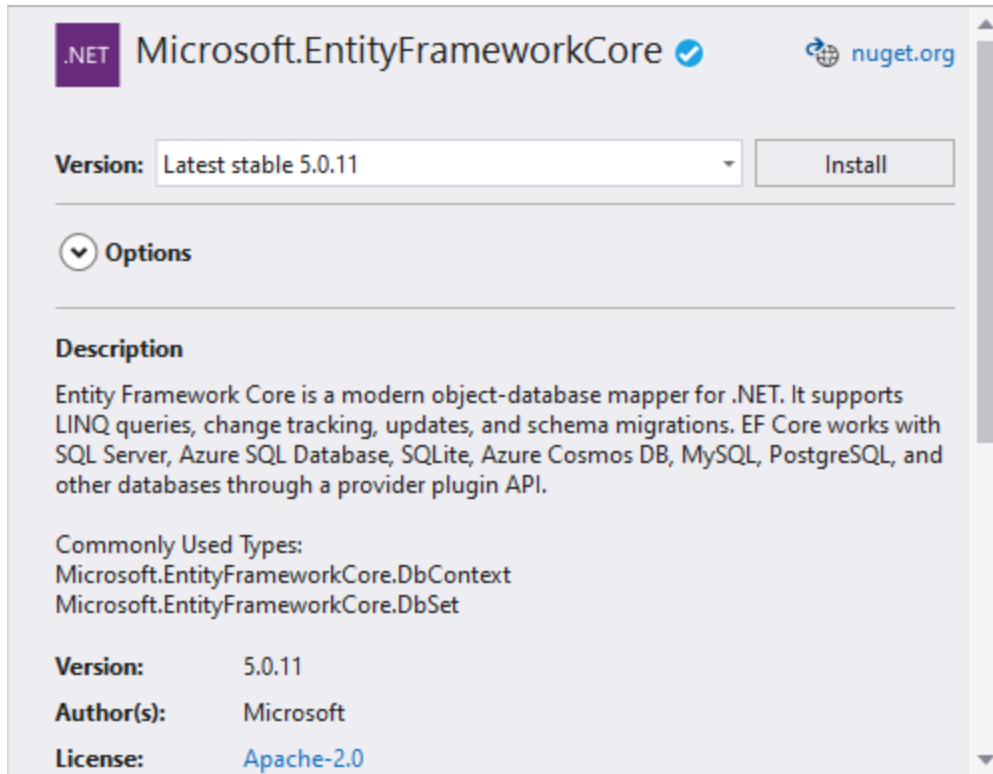 .NET Microsoft.EntityFrameworkCore nuget.org
Version: Latest stable 5.0.11 Install
Options
Description
Entity Framework Core is a modern object-database mapper for .NET. It supports
LINQ queries, change tracking, updates, and schema migrations. EF Core works with
SQL Server, Azure SQL Database, SQLite, Azure Cosmos DB, MySQL, PostgreSQL, and
other databases through a provider plugin API.
Commonly Used Types:
Microsoft.EntityFrameworkCore.DbContext
Microsoft.EntityFrameworkCore.DbSet
Version: 5.0.11
Author(s): Microsoft
License: Apache-2.0